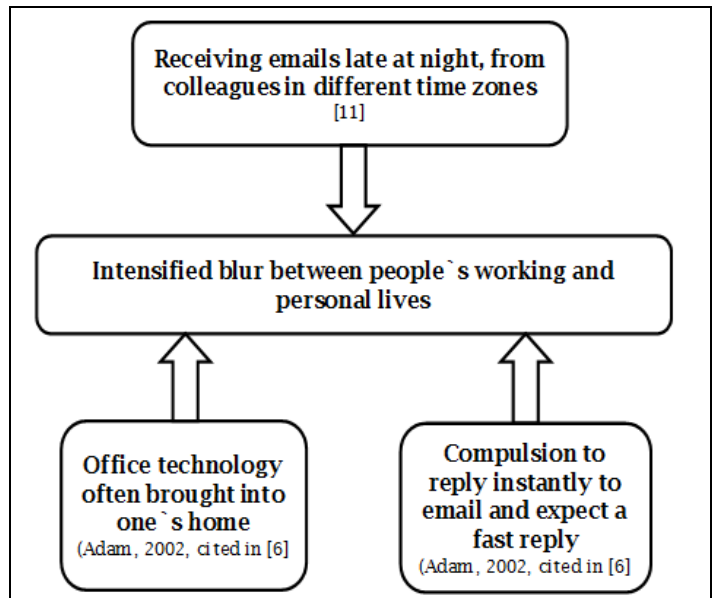 Receiving emails late at night, from
colleagues in different time zones
[11]
Intensified blur between people`s working and
personal lives
Office technology
often brought into
one`s home
(Adam, 2002, cited in [6]
Compulsion to
reply instantly to
email and expect a
fast reply
(Adam, 2002, cited in [6]